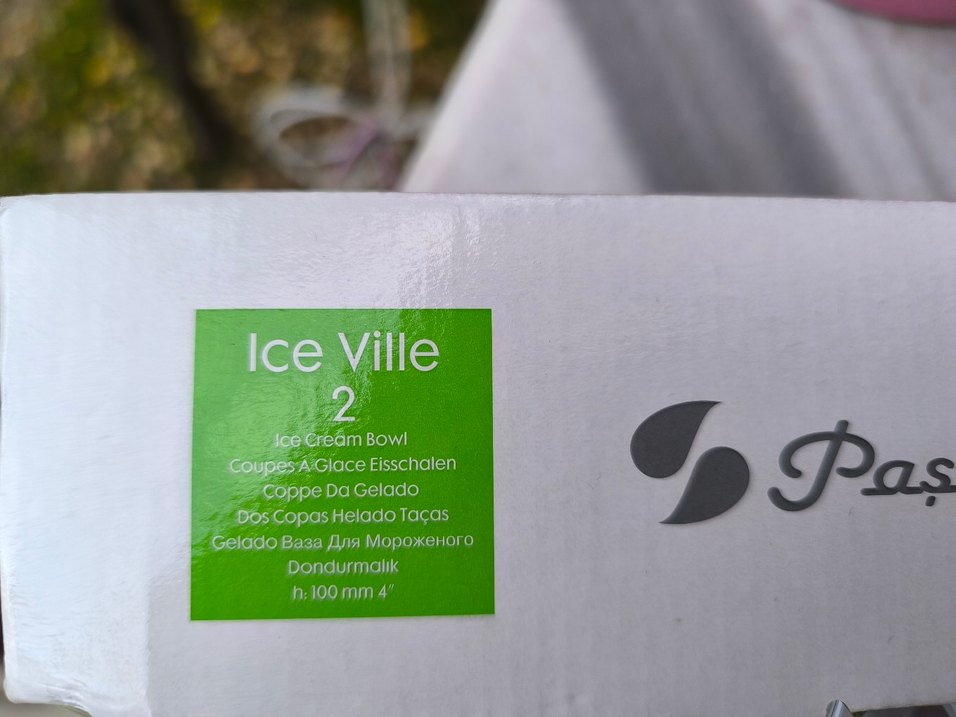 Ice Ville
2
Ice Cream Bowl
Coupes A Glace Eisschalen
Coppe Da Gelado
Dos Copas Helado Taças
Gelado Ваза Для Мороженого
Dondurmalık
h: 100 mm 4"
Paş